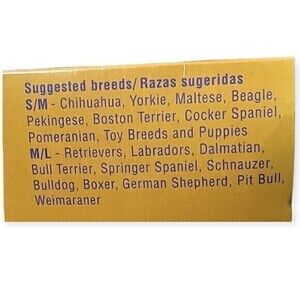 Suggested breeds/Razas sugeridas
S/M - Chihuahua, Yorkie, Maltese, Beagle,
Pekingese, Boston Terrier, Cocker Spaniel,
Pomeranian, Toy Breeds and Puppies
M/L - Retrievers, Labradors, Dalmatian,
Bull Terrier, Springer Spaniel, Schnauzer,
Bulldog, Boxer, German Shepherd, Pit Bull,
Weimaraner